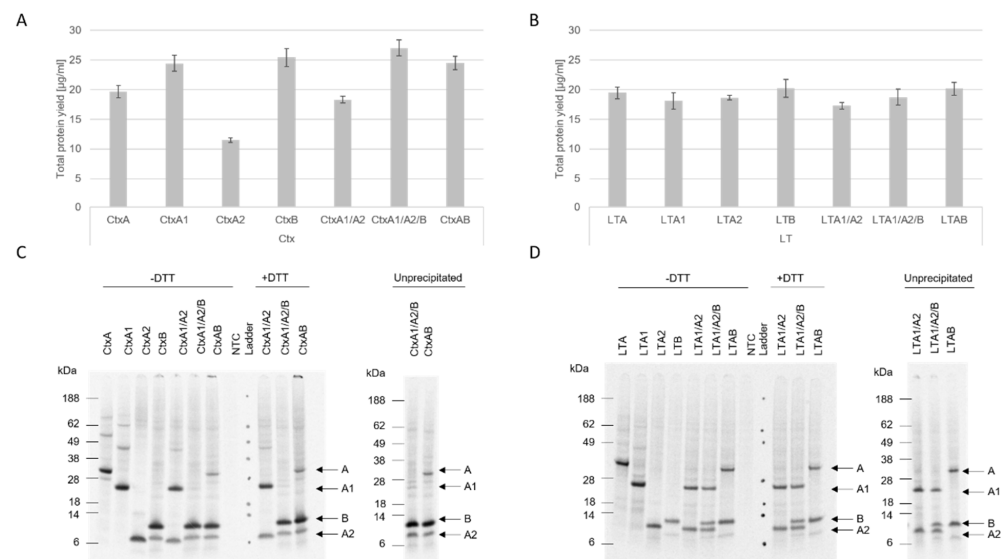 A
Total protein yield [µg/ml]
30
25
20
15
10
5
0
CtxA CtxA1 CtxA2 CtxB CtxA1/A2 CtxA1/A2/B CtxAB
Ctx
B
Total protein yield [µg/ml]
30
25
20
15
10
5
0
LTA LTA1 LTA2 LTB LTA1/A2 LTA1/A2/B LTAB
LT
C
-DTT +DTT Unprecipitated
CtxA
CtxA1
CtxA2
CtxB
CtxA1/A2
CtxA1/A2/B
CtxAB
NTC
Ladder
CtxA1/A2
CtxA1/A2/B
CtxAB
CtxA1/A2/B
CtxAB
kDa
188
62
49
38
28
18
14
6
A
A1
B
A2
kDa
188
62
49
38
28
18
14
6
A
A1
B
A2
D
-DTT +DTT Unprecipitated
LTA
LTA1
LTA2
LTB
LTA1/A2
LTA1/A2/B
LTAB
NTC
Ladder
LTA1/A2
LTA1/A2/B
LTAB
LTA1/A2
LTA1/A2/B
LTAB
kDa
188
62
49
38
28
18
14
6
A
A1
B
A2
kDa
188
62
49
38
28
18
14
6
A
A1
B
A2